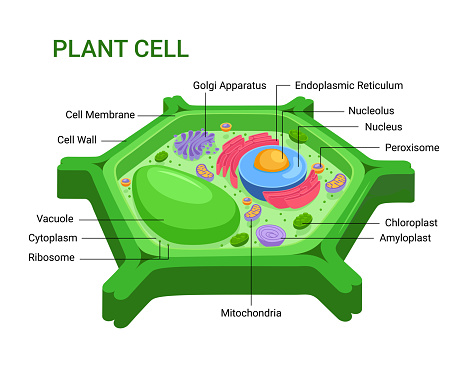 PLANT CELL
Golgi Apparatus
Endoplasmic Reticulum
Cell Membrane
Nucleolus
Nucleus
Cell Wall
Peroxisome
Vacuole
Chloroplast
Cytoplasm
Amyloplast
Ribosome
Mitochondria